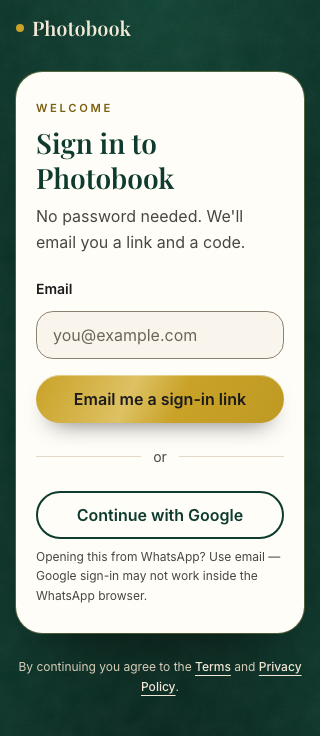 Photobook
WELCOME
Sign in to
Photobook
No password needed. We'll
email you a link and a code.
Email
you@example.com
Email me a sign-in link
or
Continue with Google
Opening this from WhatsApp? Use email —
Google sign-in may not work inside the
WhatsApp browser.
By continuing you agree to the Terms and Privacy
Policy.